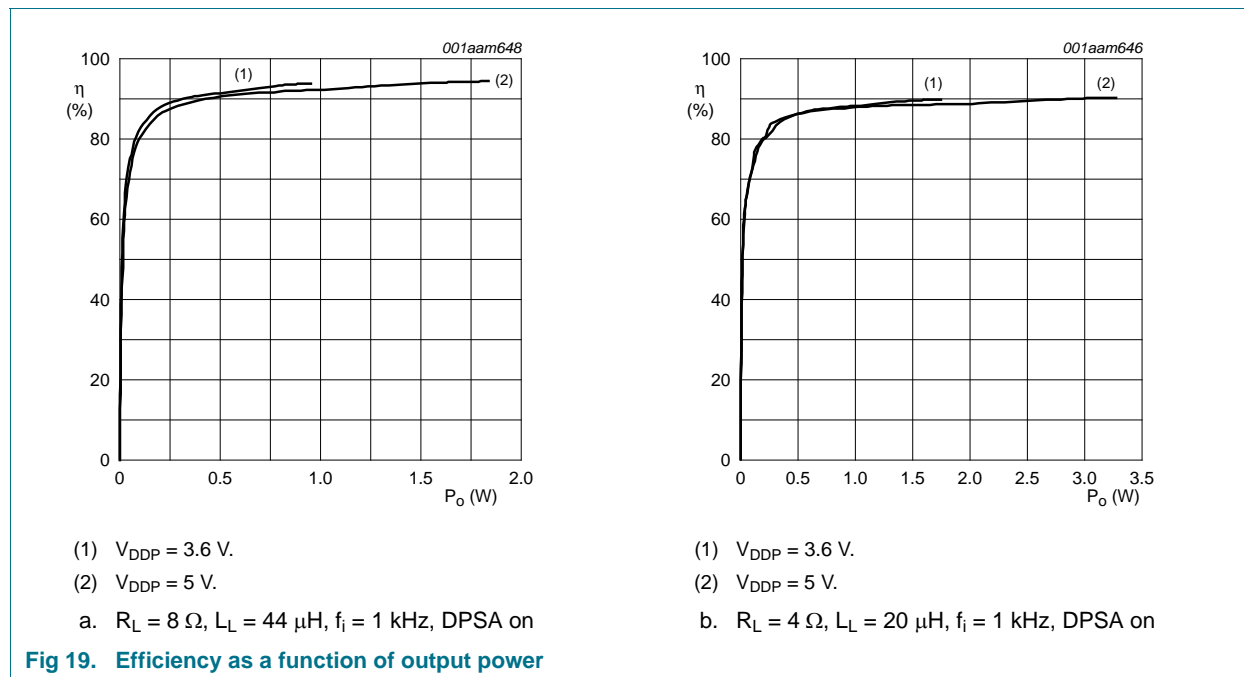 001aam648
100
η
(%)
80
60
40
20
0
(1)
(2)
0 0.5 1.0 1.5 2.0
Po (W)
(1) VDDP = 3.6 V.
(2) VDDP = 5 V.
a. RL = 8 Ω, LL = 44 μH, fi = 1 kHz, DPSA on
001aam646
100
η
(%)
80
60
40
20
0
(1)
(2)
0 0.5 1.0 1.5 2.0 2.5 3.0 3.5
Po (W)
(1) VDDP = 3.6 V.
(2) VDDP = 5 V.
b. RL = 4 Ω, LL = 20 μH, fi = 1 kHz, DPSA on
Fig 19. Efficiency as a function of output power